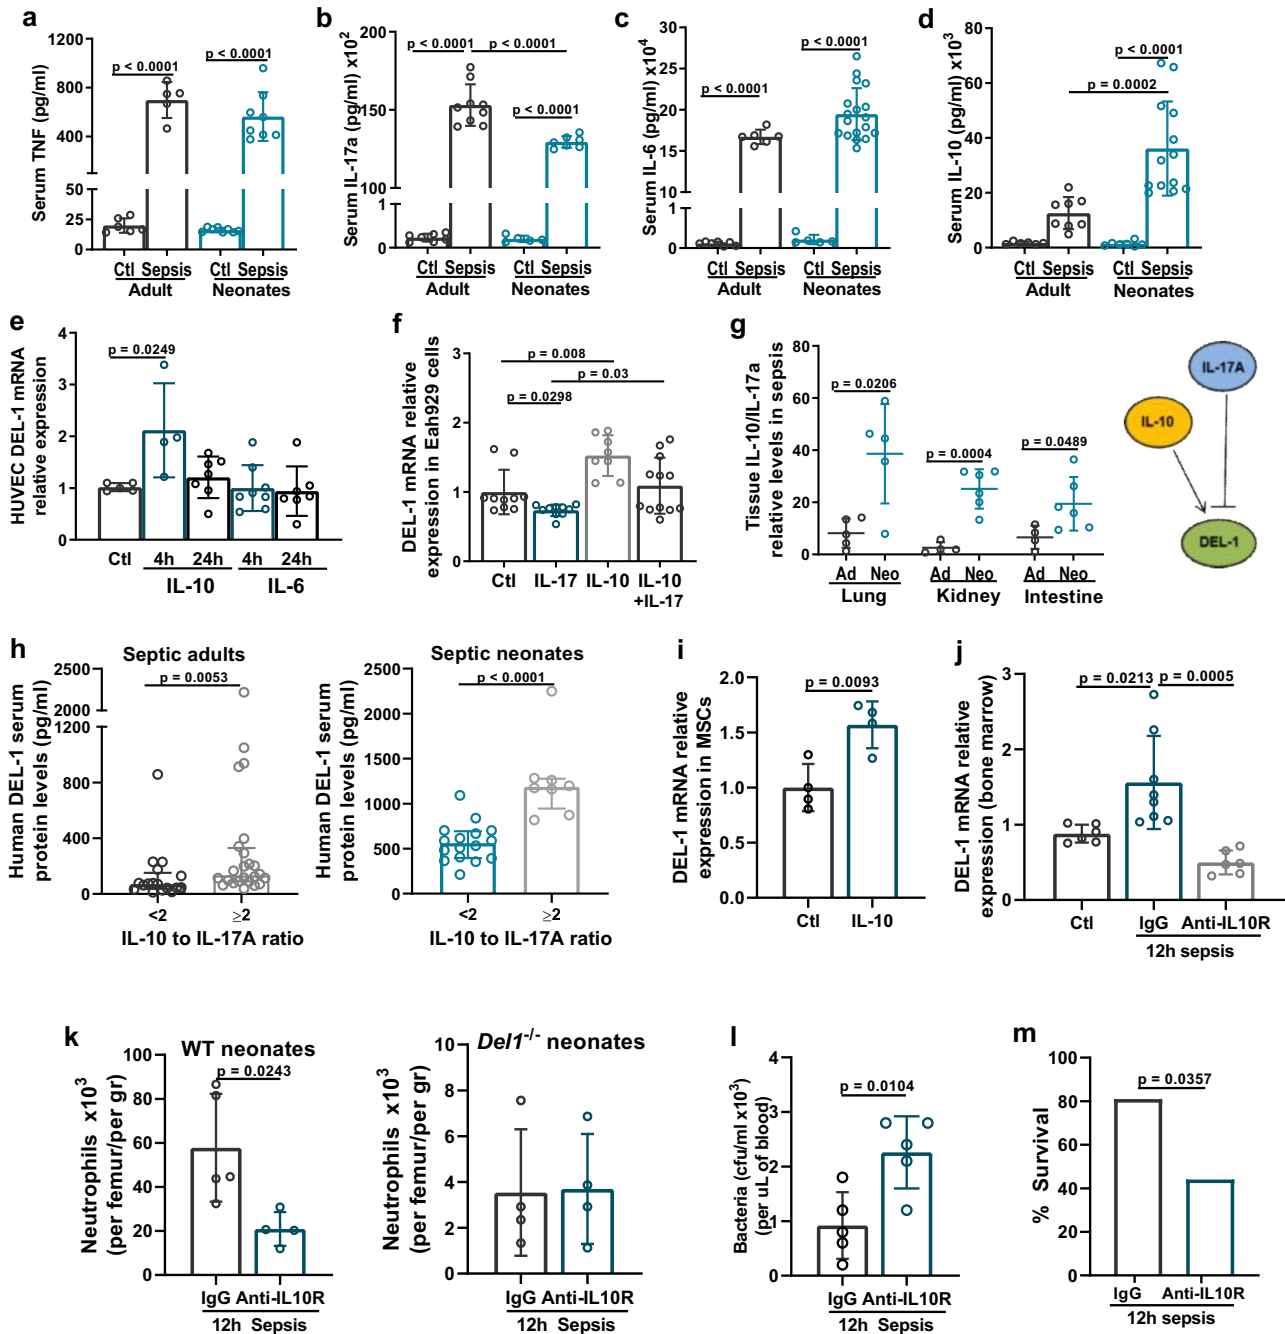 a
Serum TNF (pg/ml)
1200
800
400
50
25
0
p < 0.0001
p < 0.0001
Ctl Sepsis Ctl Sepsis
Adult Neonates
b
Serum IL-17a (pg/ml) x10²
200
150
100
1
0
p < 0.0001
p < 0.0001
p < 0.0001
Ctl Sepsis Ctl Sepsis
Adult Neonates
c
Serum IL-6 (pg/ml) x10⁴
30
20
10
1
0
p < 0.0001
p < 0.0001
Ctl Sepsis Ctl Sepsis
Adult Neonates
d
Serum IL-10 (pg/ml) x10³
80
60
40
20
0
p < 0.0001
p = 0.0002
Ctl Sepsis Ctl Sepsis
Adult Neonates
e
HUVEC DEL-1 mRNA
relative expression
4
3
2
1
0
p = 0.0249
Ctl 4h 24h 4h 24h
IL-10 IL-6
f
DEL-1 mRNA relative
expression in Eah929 cells
3
2
1
0
p = 0.008
p = 0.03
p = 0.0298
Ctl IL-17 IL-10 IL-10
+IL-17
g
Tissue IL-10/IL-17a
relative levels in sepsis
80
60
40
20
0
p = 0.0206
p = 0.0004
p = 0.0489
Ad Neo Ad Neo Ad Neo
Lung Kidney Intestine
IL-17A
IL-10
DEL-1
h
Septic adults
Human DEL-1 serum
protein levels (pg/ml)
2500
2000
1200
800
400
0
p = 0.0053
<2 ≥2
IL-10 to IL-17A ratio
Septic neonates
Human DEL-1 serum
protein levels (pg/ml)
2500
2000
1500
1000
500
0
p < 0.0001
<2 ≥2
IL-10 to IL-17A ratio
i
DEL-1 mRNA relative
expression in MSCs
2.0
1.5
1.0
0.5
0.0
p = 0.0093
Ctl IL-10
j
DEL-1 mRNA relative
expression (bone marrow)
3
2
1
0
p = 0.0213 p = 0.0005
Ctl IgG Anti-IL10R
12h sepsis
k
WT neonates
Neutrophils x10³
(per femur/per gr)
100
80
60
40
20
0
p = 0.0243
IgG Anti-IL10R
12h Sepsis
Del1⁻/⁻ neonates
Neutrophils x10³
(per femur/per gr)
10
8
6
4
2
0
IgG Anti-IL10R
12h Sepsis
l
Bacteria (cfu/ml x10³)
(per uL of blood)
4
3
2
1
0
p = 0.0104
IgG Anti-IL10R
12h sepsis
m
% Survival
100
80
60
40
20
0
p = 0.0357
IgG Anti-IL10R
12h sepsis